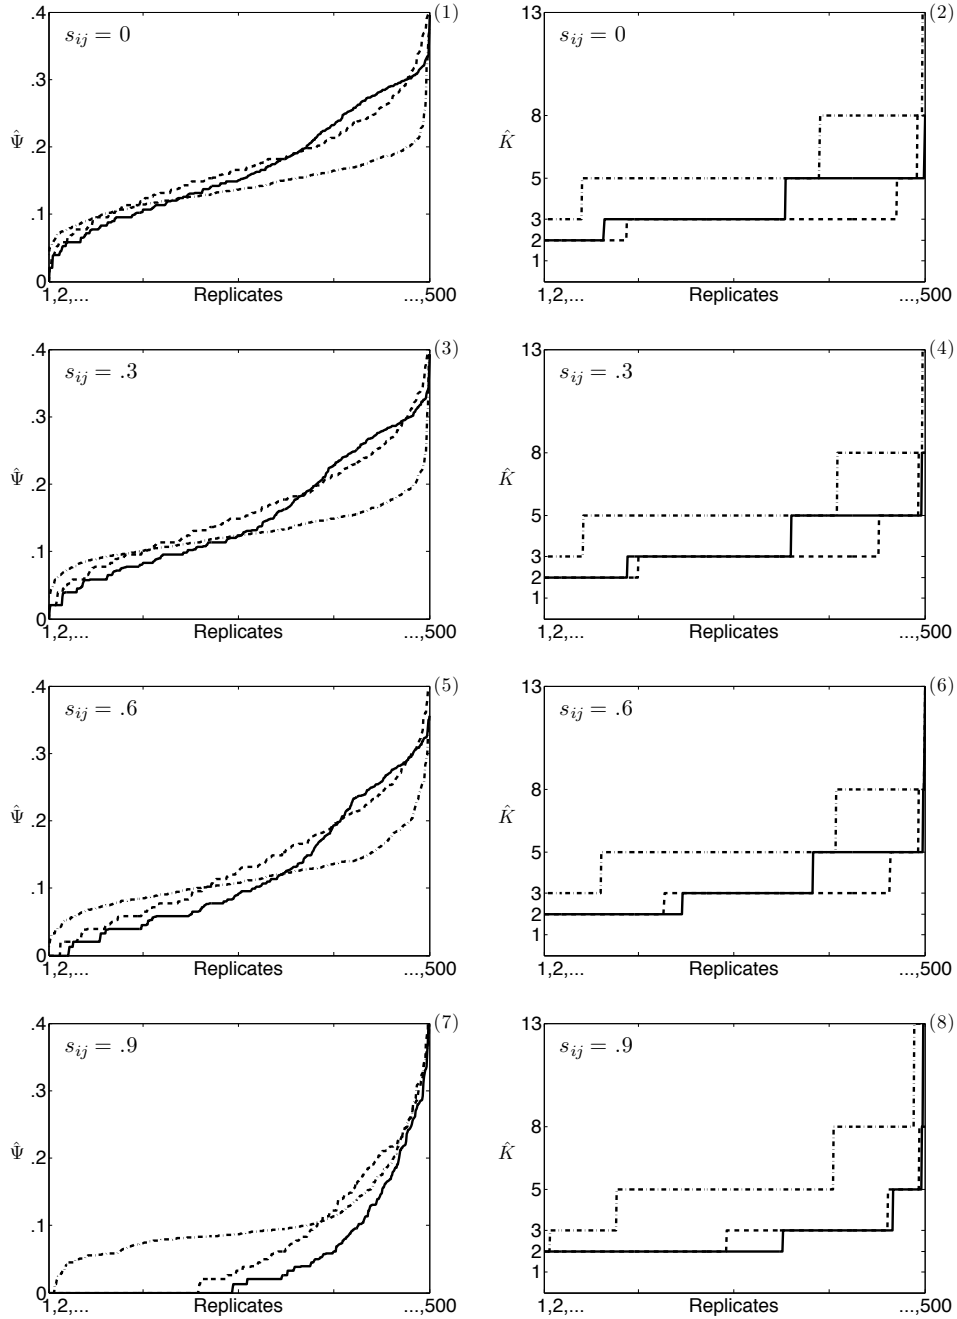 .4 (1) 13 (2)
s_{ij} = 0 s_{ij} = 0
.3
8
Ψ̂ .2 K̂
5
.1 3
2
1
0
1,2,... Replicates ...,500 1,2,... Replicates ...,500
.4 (3) 13 (4)
s_{ij} = .3 s_{ij} = .3
.3
8
Ψ̂ .2 K̂
5
.1 3
2
1
0
1,2,... Replicates ...,500 1,2,... Replicates ...,500
.4 (5) 13 (6)
s_{ij} = .6 s_{ij} = .6
.3
8
Ψ̂ .2 K̂
5
.1 3
2
1
0
1,2,... Replicates ...,500 1,2,... Replicates ...,500
.4 (7) 13 (8)
s_{ij} = .9 s_{ij} = .9
.3
8
Ψ̂ .2 K̂
5
.1 3
2
1
0
1,2,... Replicates ...,500 1,2,... Replicates ...,500